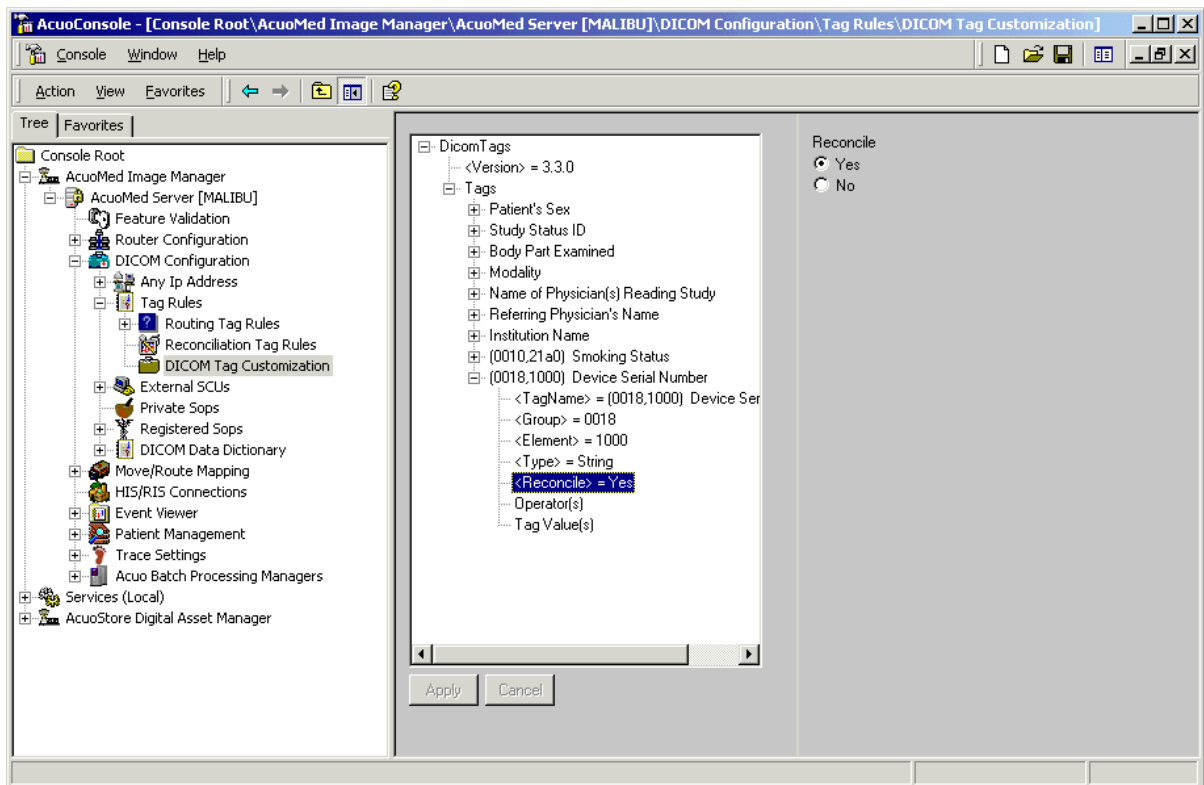 AcuoConsole - [Console Root\AcuoMed Image Manager\AcuoMed Server [MALIBU]\DICOM Configuration\Tag Rules\DICOM Tag Customization]
Console Window Help
Action View Favorites
Tree Favorites
Console Root
AcuoMed Image Manager
AcuoMed Server [MALIBU]
Feature Validation
Router Configuration
DICOM Configuration
Any Ip Address
Tag Rules
Routing Tag Rules
Reconciliation Tag Rules
DICOM Tag Customization
External SCUs
Private Sops
Registered Sops
DICOM Data Dictionary
Move/Route Mapping
HIS/RIS Connections
Event Viewer
Patient Management
Trace Settings
Acuo Batch Processing Managers
Services (Local)
AcuoStore Digital Asset Manager
DicomTags
<Version> = 3.3.0
Tags
Patient's Sex
Study Status ID
Body Part Examined
Modality
Name of Physician(s) Reading Study
Referring Physician's Name
Institution Name
(0010,21a0) Smoking Status
(0018,1000) Device Serial Number
<TagName> = (0018,1000) Device Ser
<Group> = 0018
<Element> = 1000
<Type> = String
<Reconcile> = Yes
Operator(s)
Tag Value(s)
Apply Cancel
Reconcile
Yes
No